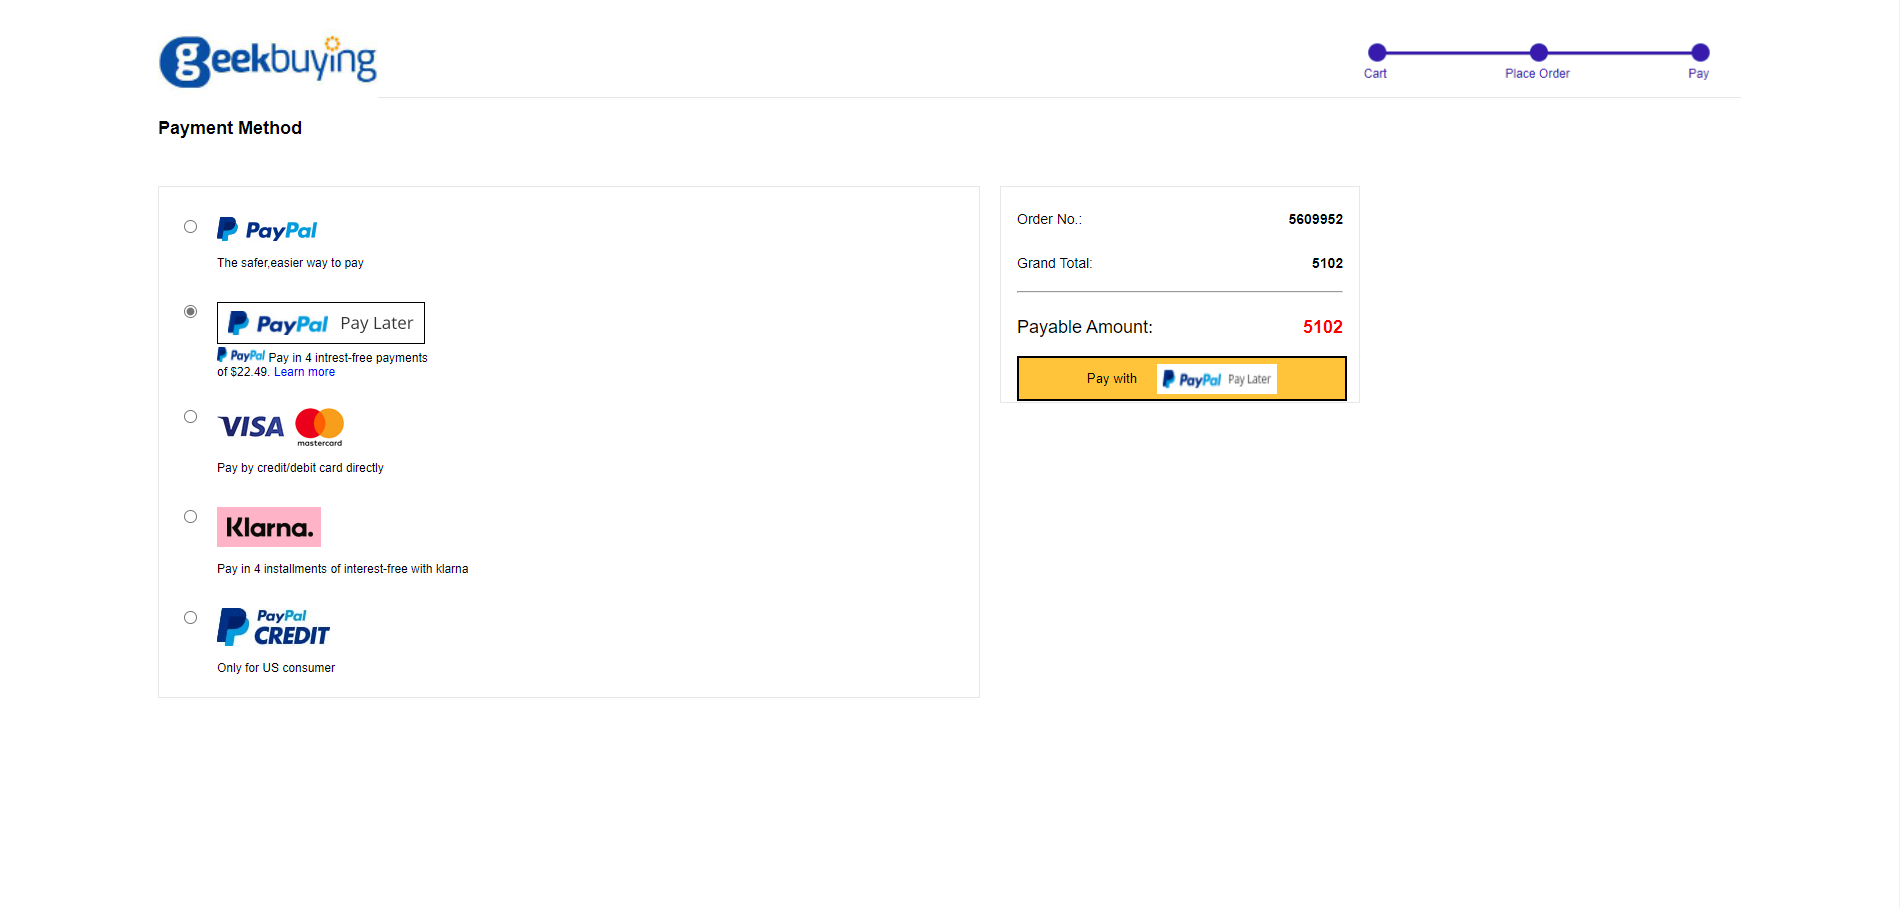 geekbuying
Cart
Place Order
Pay
Payment Method
PayPal
The safer,easier way to pay
PayPal Pay Later
PayPal Pay in 4 intrest-free payments
of $22.49. Learn more
VISA mastercard
Pay by credit/debit card directly
Klarna.
Pay in 4 installments of interest-free with klarna
PayPal
CREDIT
Only for US consumer
Order No.: 5609952
Grand Total: 5102
Payable Amount: 5102
Pay with PayPal Pay Later